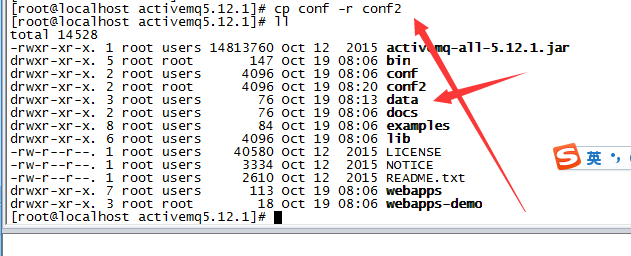 [root@localhost activemq5.12.1]# cp conf -r conf2
[root@localhost activemq5.12.1]# ll
total 14528
-rwxr-xr-x. 1 root users 14813760 Oct 12 2015 activemq-all-5.12.1.jar
drwxr-xr-x. 5 root root 147 Oct 19 08:06 bin
drwxr-xr-x. 2 root users 4096 Oct 19 08:06 conf
drwxr-xr-x. 2 root root 4096 Oct 19 08:20 conf2
drwxr-xr-x. 3 root users 76 Oct 19 08:13 data
drwxr-xr-x. 2 root users 76 Oct 19 08:06 docs
drwxr-xr-x. 8 root users 84 Oct 19 08:06 examples
drwxr-xr-x. 6 root root 4096 Oct 19 08:06 lib
-rw-r--r--. 1 root users 40580 Oct 12 2015 LICENSE
-rw-r--r--. 1 root users 3334 Oct 12 2015 NOTICE
-rw-r--r--. 1 root users 2610 Oct 12 2015 README.txt
drwxr-xr-x. 7 root users 113 Oct 19 08:06 webapps
drwxr-xr-x. 3 root root 18 Oct 19 08:06 webapps-demo
[root@localhost activemq5.12.1]#
S 英 •,